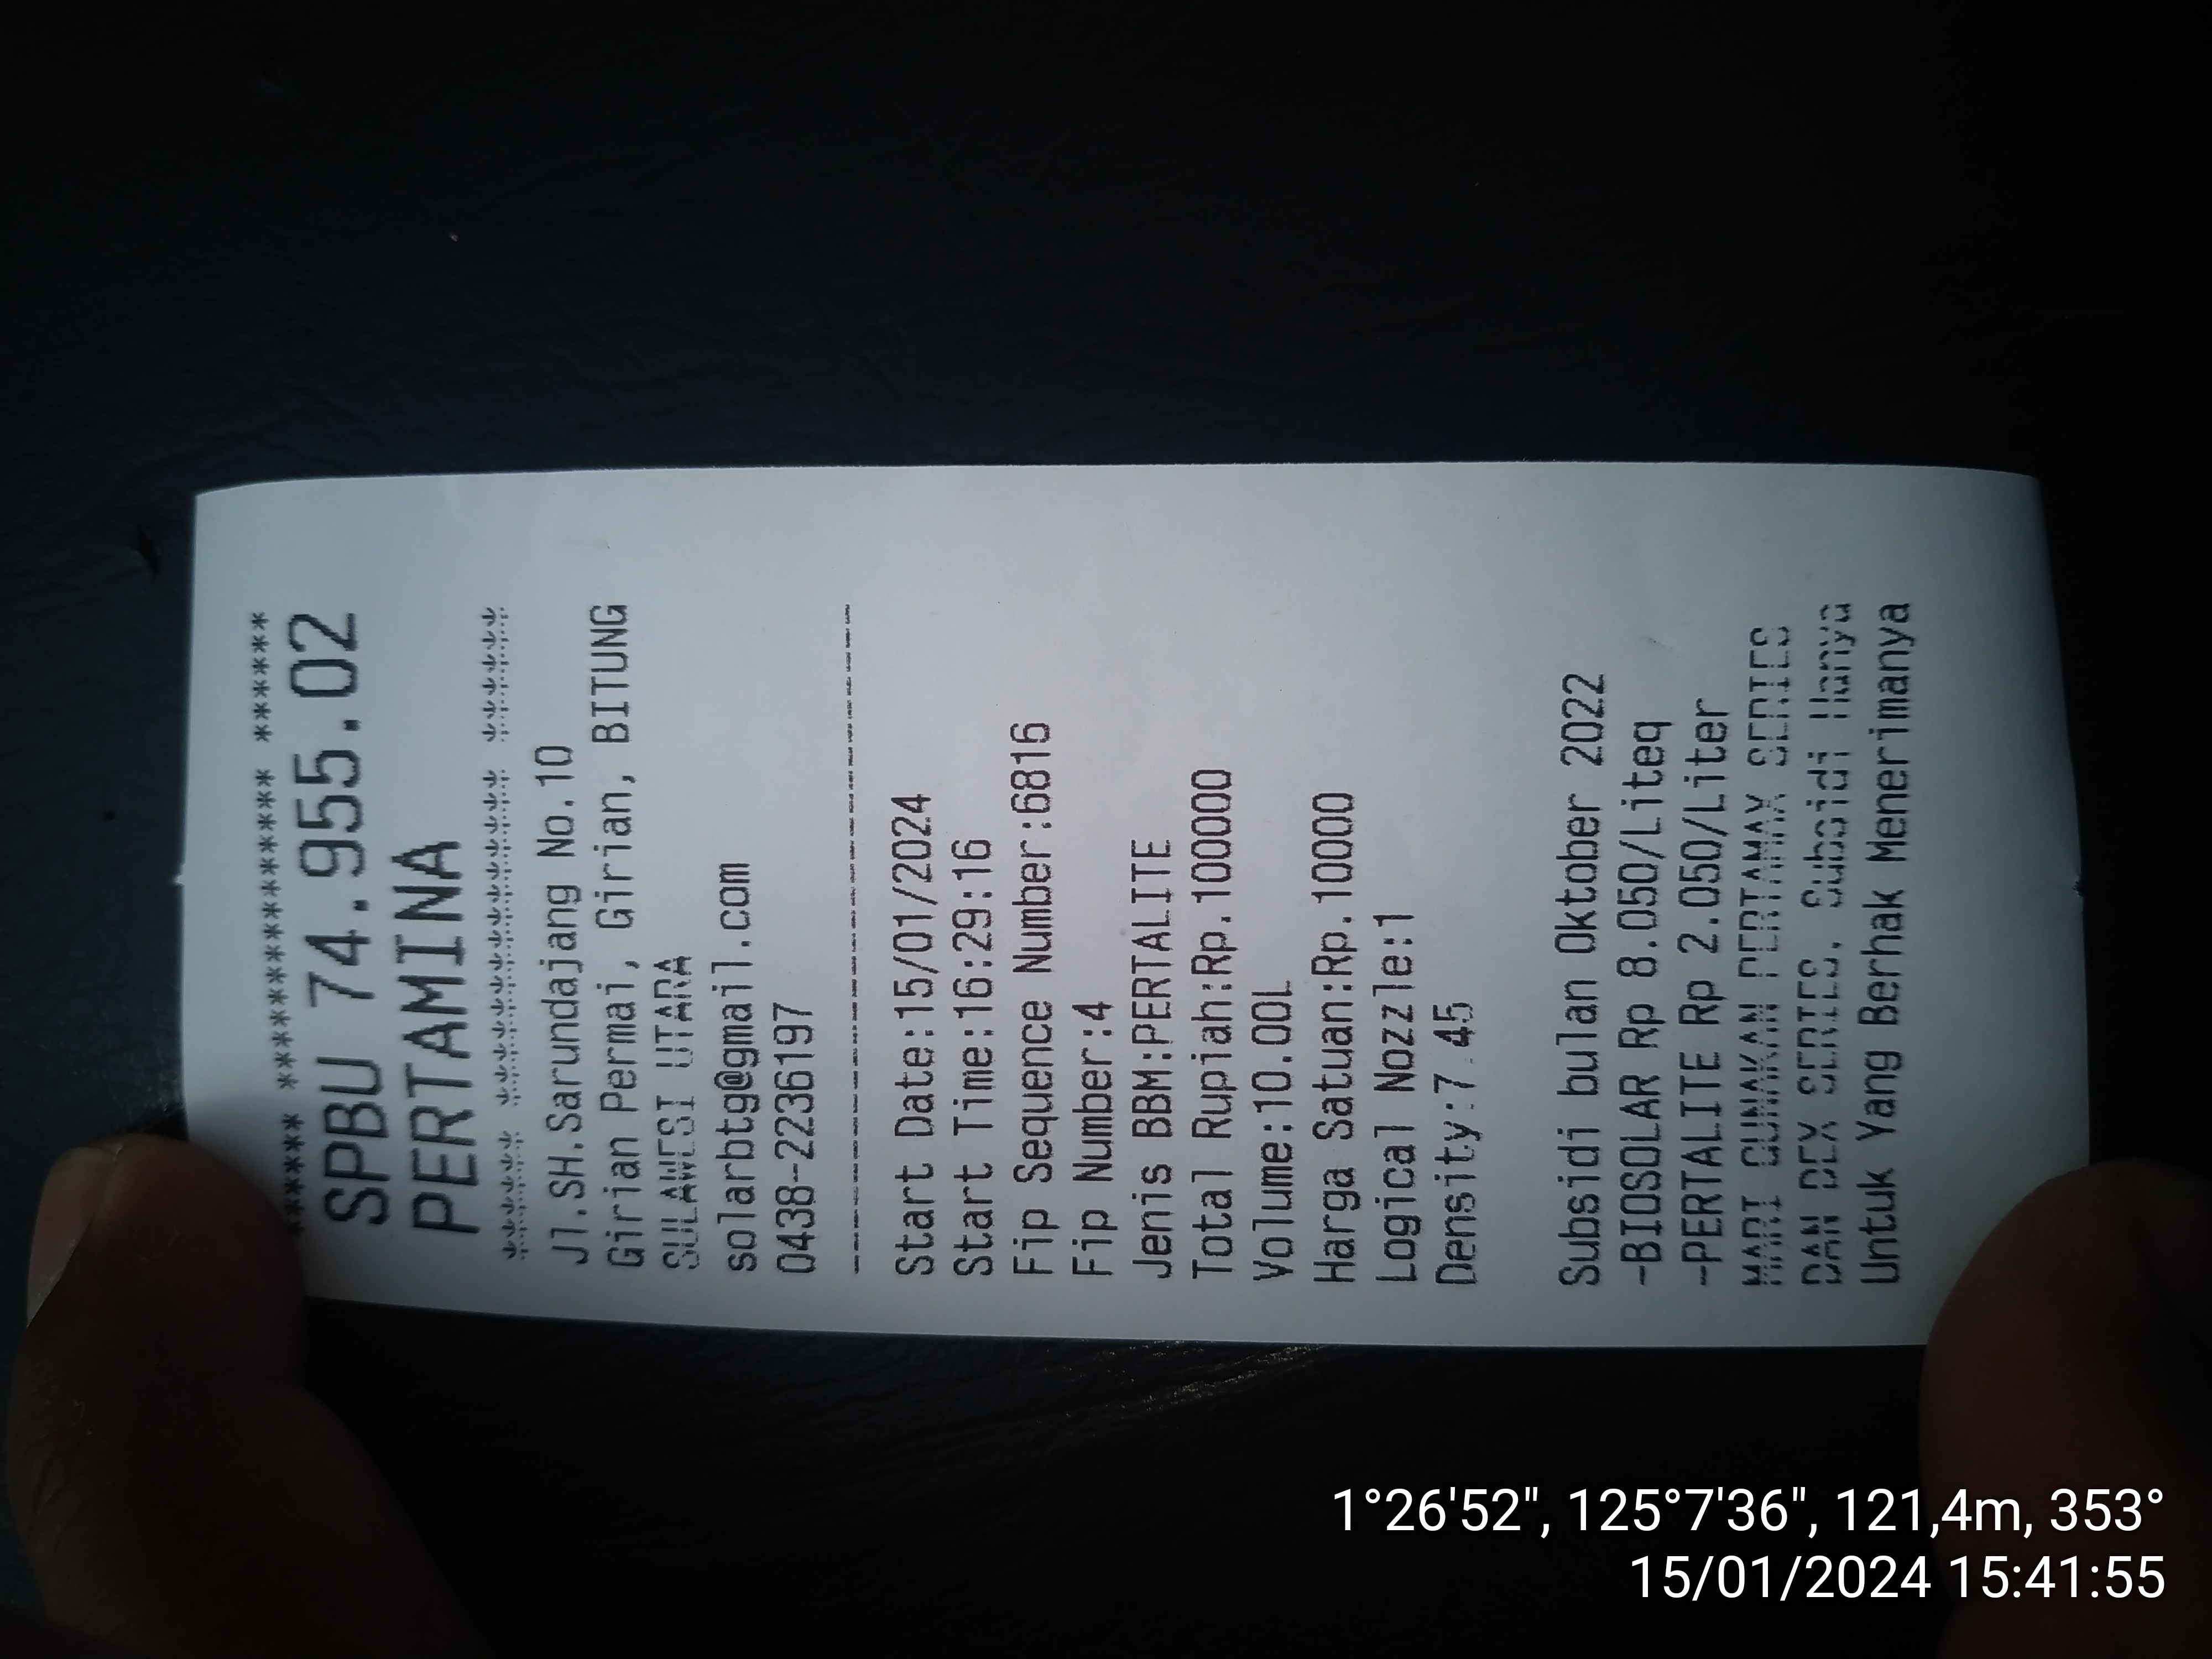 ****** ******************* ******
SPBU 74.955.02
PERTAMINA
****** ******************* ******
Jl.SH.Sarundajang No.10
Girian Permai, Girian, BITUNG
SULAWESI UTARA
solarbtg@gmail.com
0438-2236197
---------------------------------
Start Date:15/01/2024
Start Time:16:29:16
Fip Sequence Number:6816
Fip Number:4
Jenis BBM:PERTALITE
Total Rupiah:Rp.100000
Volume:10.00L
Harga Satuan:Rp.10000
Logical Nozzle:1
Density:7.45
Subsidi bulan Oktober 2022
-BIOSOLAR Rp 8.050/Liteq
-PERTALITE Rp 2.050/Liter
MARI GUNAKAN PERTAMAX SERIES
DAN DEX SERIES, Subsidi Hanya
Untuk Yang Berhak Menerimanya
1°26'52", 125°7'36", 121,4m, 353°
15/01/2024 15:41:55